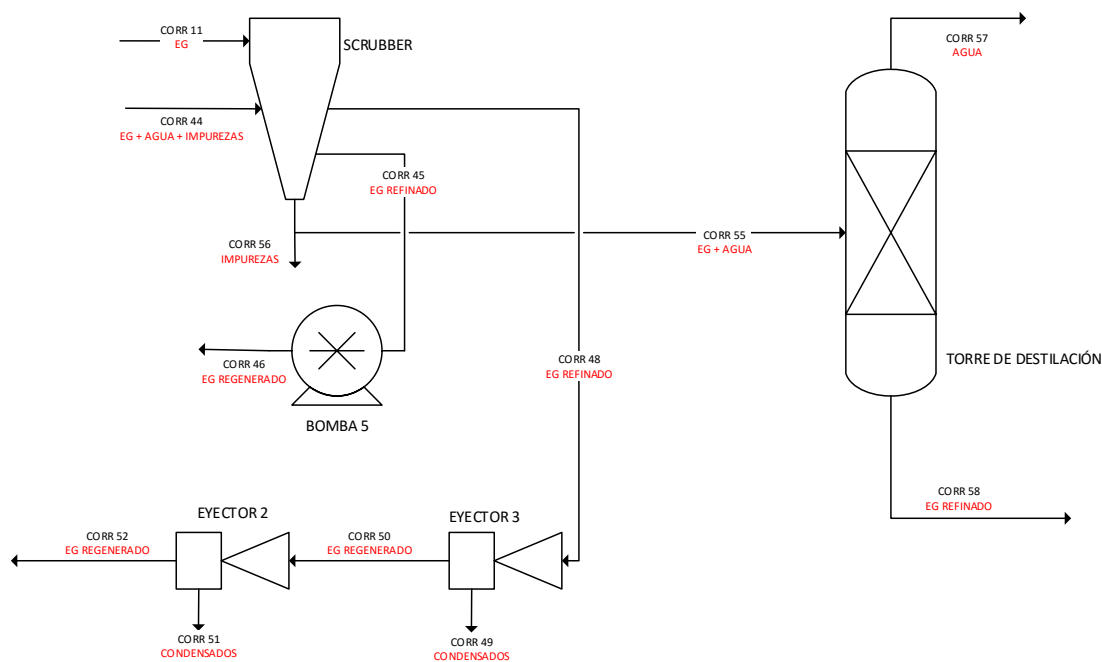 CORR 11
EG
SCRUBBER
CORR 57
AGUA
CORR 44
EG + AGUA + IMPUREZAS
CORR 45
EG REFINADO
CORR 56
IMPUREZAS
CORR 55
EG + AGUA
CORR 46
EG REGENERADO
CORR 48
EG REFINADO
TORRE DE DESTILACIÓN
BOMBA 5
CORR 58
EG REFINADO
EYECTOR 2
EYECTOR 3
CORR 52
EG REGENERADO
CORR 50
EG REGENERADO
CORR 51
CONDENSADOS
CORR 49
CONDENSADOS